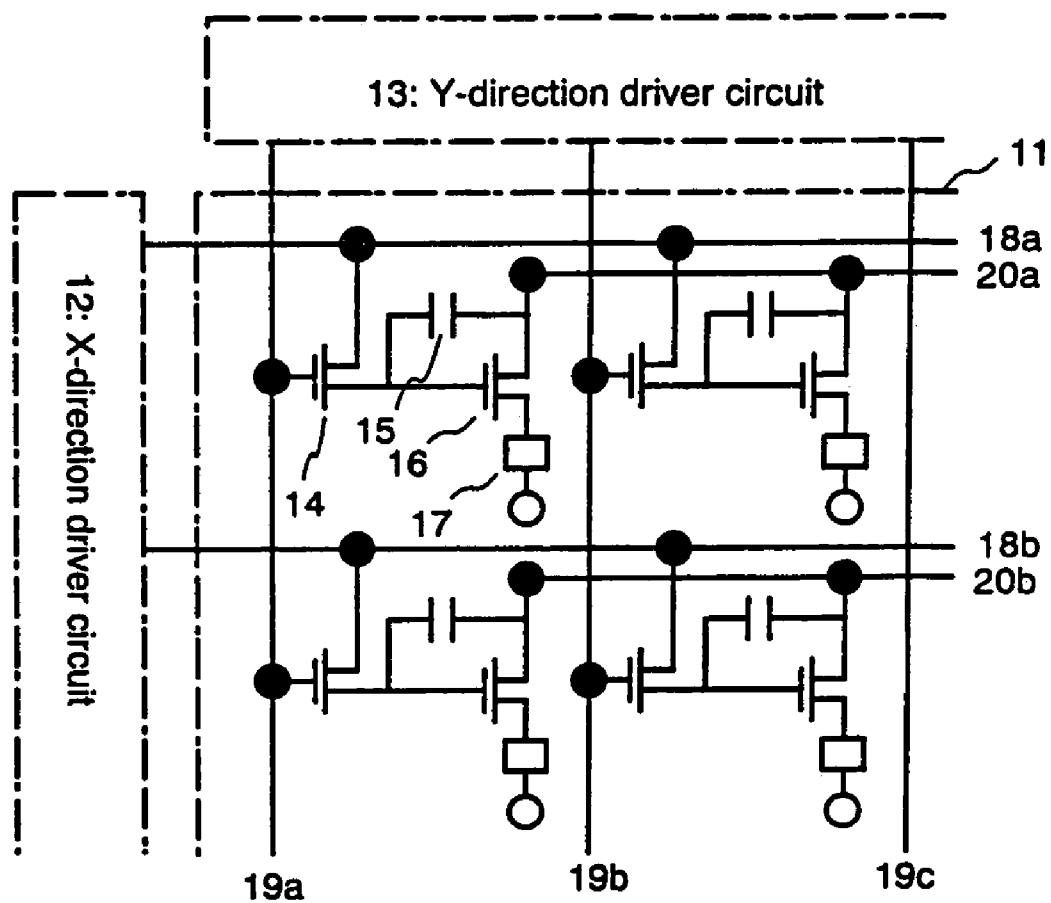 13: Y-direction driver circuit
11
18a
20a
12: X-direction driver circuit
15
16
14
17
18b
20b
19a
19b
19c